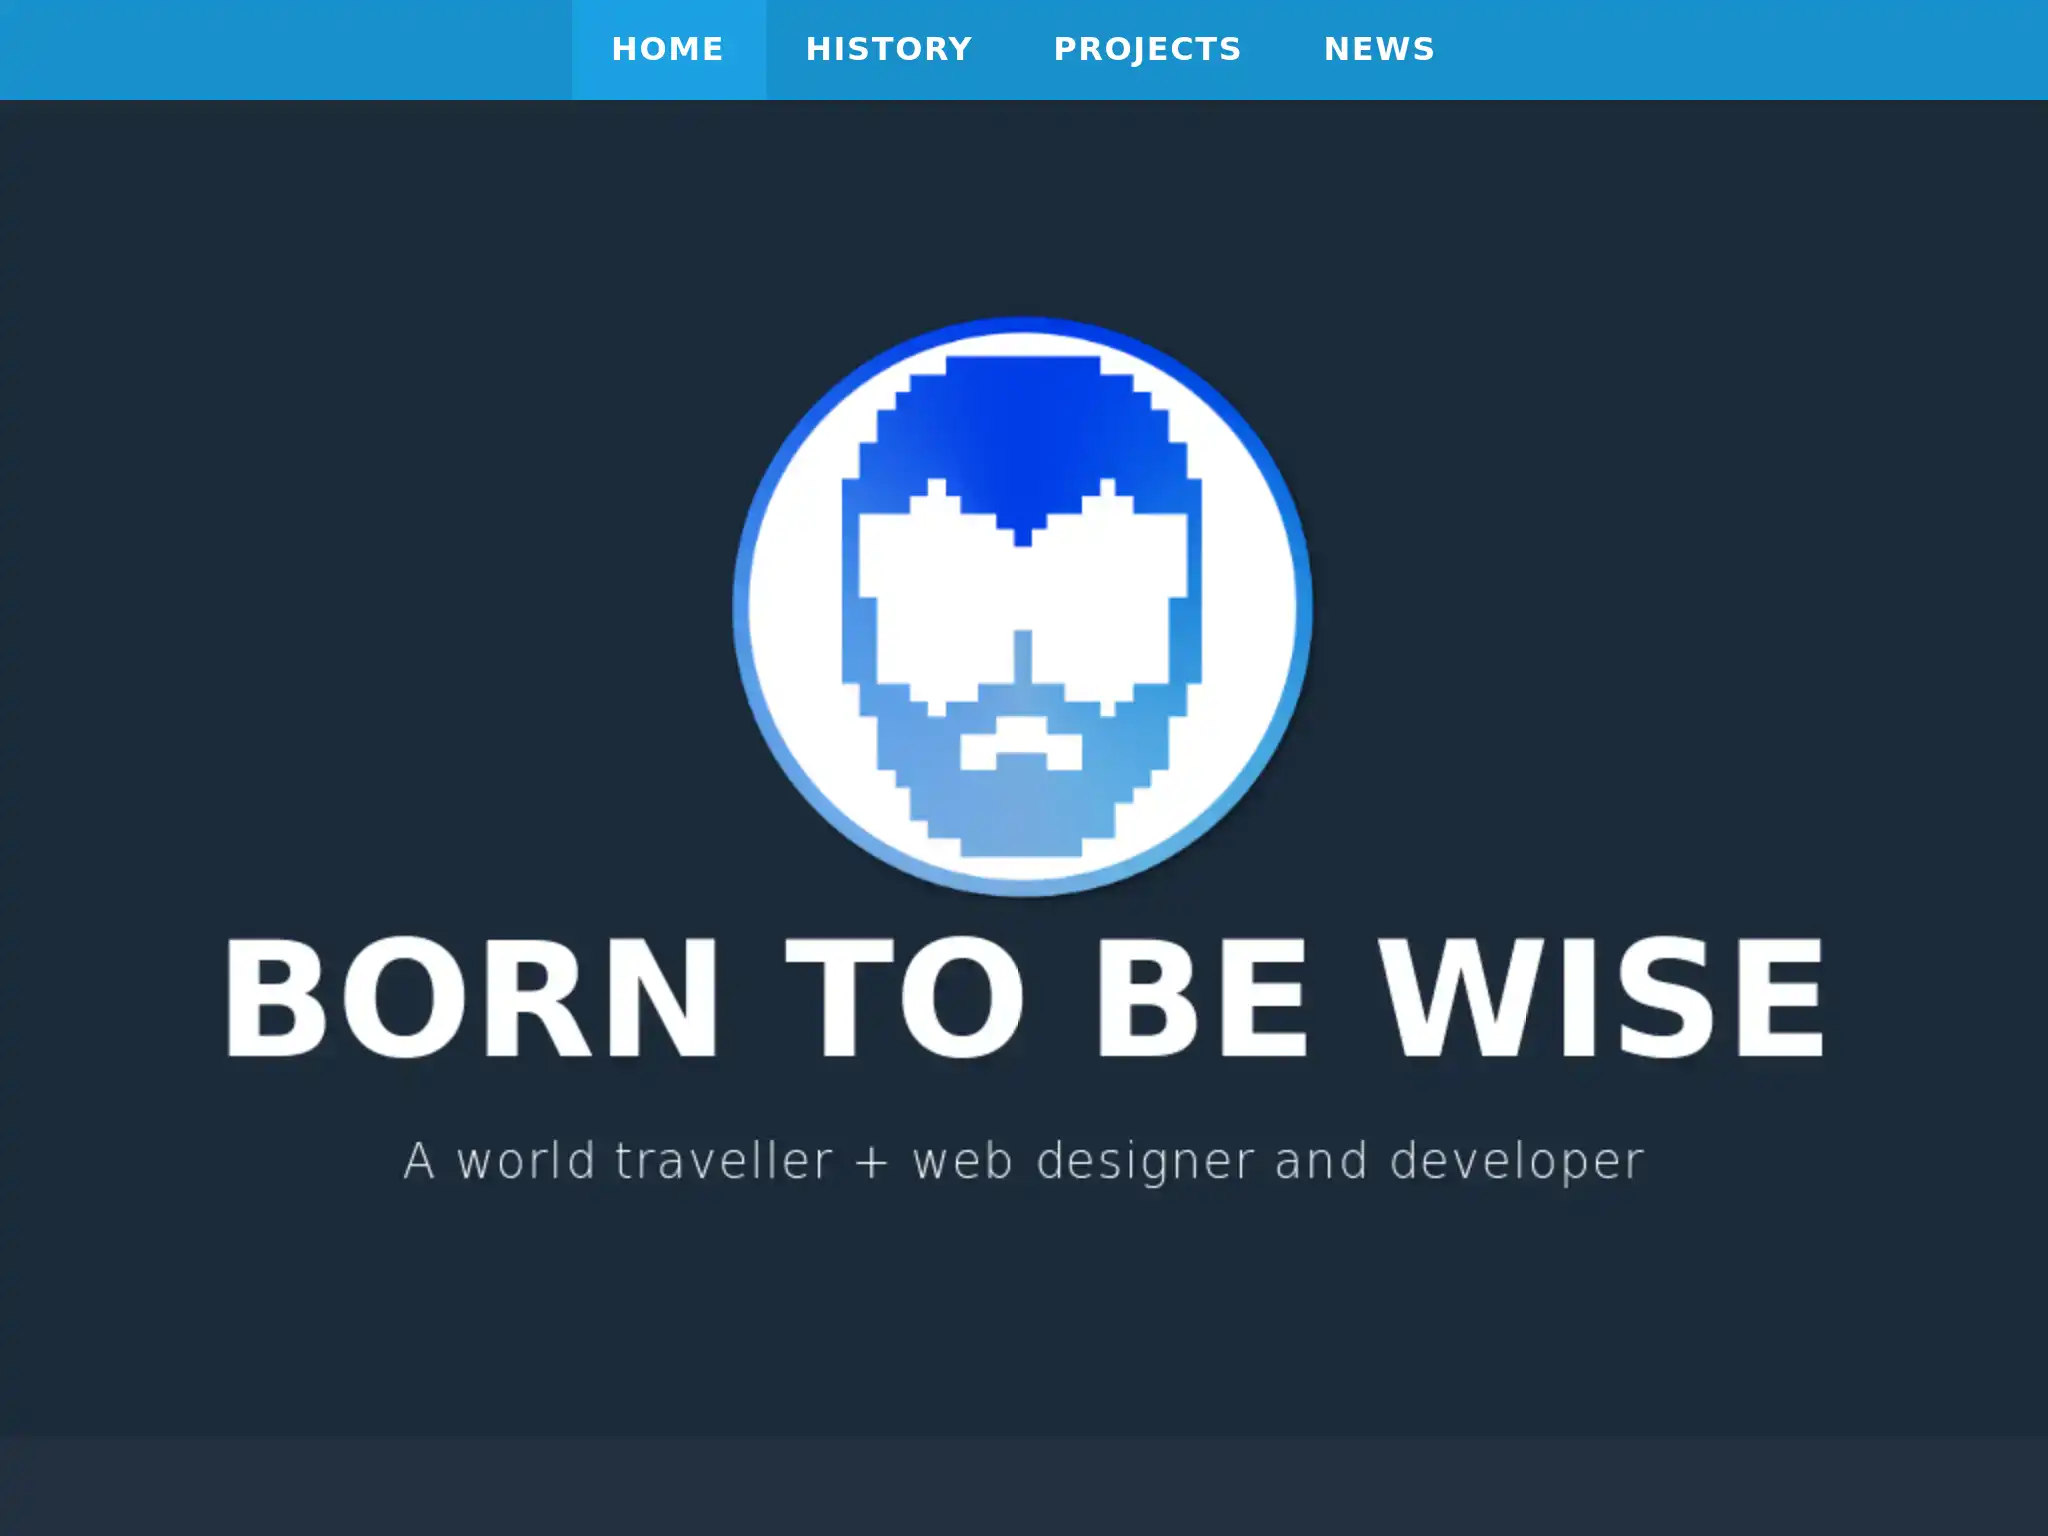 HOME HISTORY PROJECTS NEWS
BORN TO BE WISE
A world traveller + web designer and developer